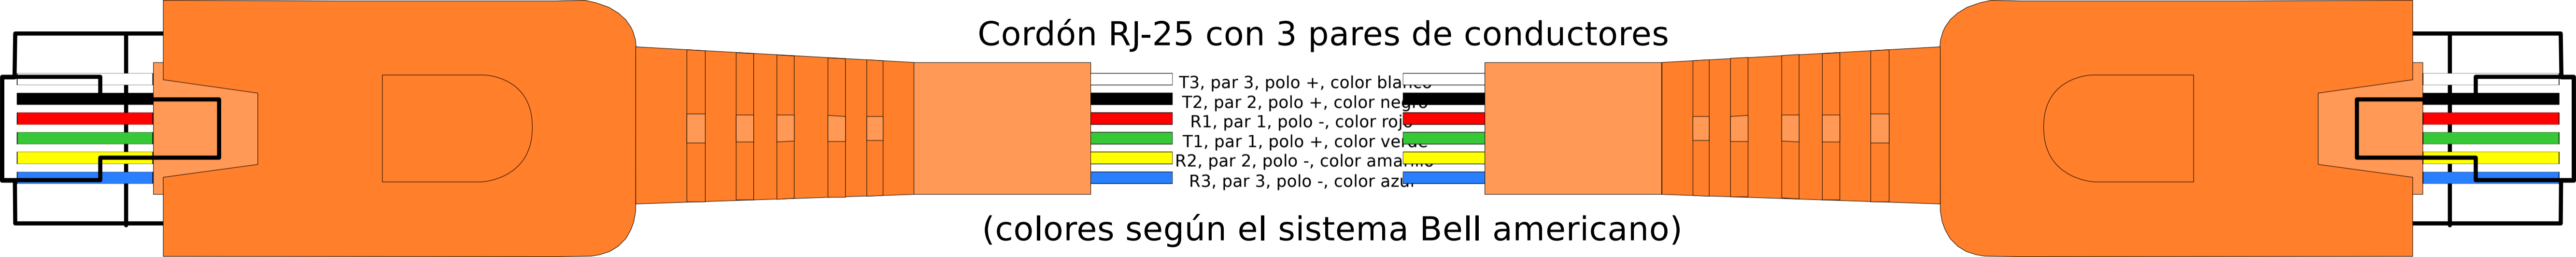 Cordón RJ-25 con 3 pares de conductores
T3, par 3, polo +, color blanco
T2, par 2, polo +, color negro
R1, par 1, polo -, color rojo
T1, par 1, polo +, color verde
R2, par 2, polo -, color amarillo
R3, par 3, polo -, color azul
(colores según el sistema Bell americano)